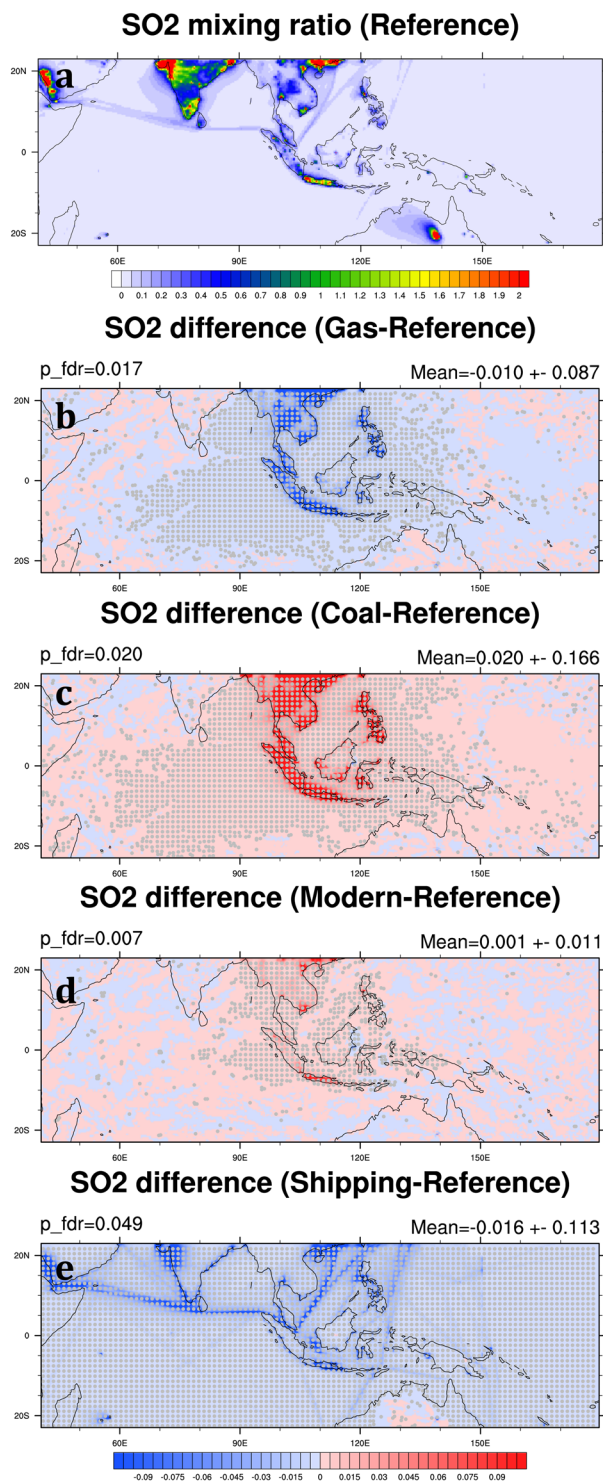 SO2 mixing ratio (Reference)
a
20N
0
20S
60E 90E 120E 150E
0 0.1 0.2 0.3 0.4 0.5 0.6 0.7 0.8 0.9 1 1.1 1.2 1.3 1.4 1.5 1.6 1.7 1.8 1.9 2
SO2 difference (Gas-Reference)
p_fdr=0.017 Mean=-0.010 +- 0.087
b
20N
0
20S
60E 90E 120E 150E
SO2 difference (Coal-Reference)
p_fdr=0.020 Mean=0.020 +- 0.166
c
20N
0
20S
60E 90E 120E 150E
SO2 difference (Modern-Reference)
p_fdr=0.007 Mean=0.001 +- 0.011
d
20N
0
20S
60E 90E 120E 150E
SO2 difference (Shipping-Reference)
p_fdr=0.049 Mean=-0.016 +- 0.113
e
20N
0
20S
60E 90E 120E 150E
-0.09 -0.075 -0.06 -0.045 -0.03 -0.015 0 0.015 0.03 0.045 0.06 0.075 0.09